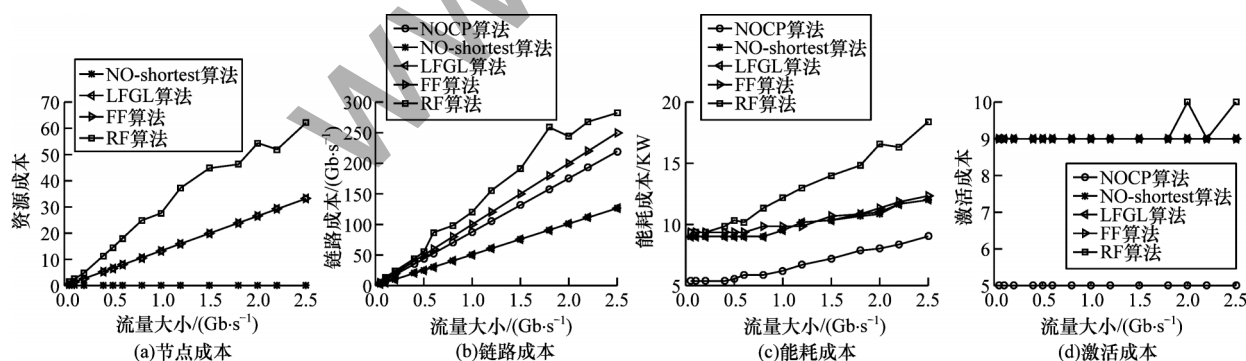 WW
NO-shortest算法
LFGL算法
FF算法
RF算法
资源成本
70
60
50
40
30
20
10
0
0.0 0.5 1.0 1.5 2.0 2.5
流量大小/(Gb·s⁻¹)
(a)节点成本
NOCP算法
NO-shortest算法
LFGL算法
FF算法
RF算法
链路成本/(Gb·s⁻¹)
300
250
200
150
100
50
0
0.0 0.5 1.0 1.5 2.0 2.5
流量大小/(Gb·s⁻¹)
(b)链路成本
NOCP算法
NO-shortest算法
LFGL算法
FF算法
RF算法
能耗成本/KW
20
15
10
5
0.0 0.5 1.0 1.5 2.0 2.5
流量大小/(Gb·s⁻¹)
(c)能耗成本
激活成本
10
9
8
7
6
5
NOCP算法
NO-shortest算法
LFGL算法
FF算法
RF算法
0.0 0.5 1.0 1.5 2.0 2.5
流量大小/(Gb·s⁻¹)
(d)激活成本